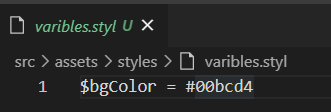 varibles.styl U ×
src > assets > styles > varibles.styl
1 $bgColor = #00bcd4